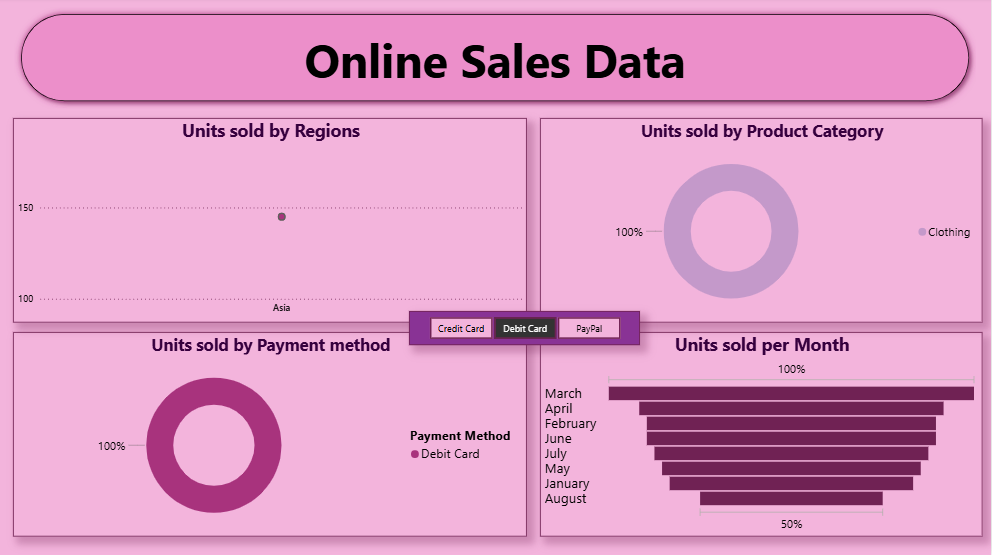 Online Sales Data
Units sold by Regions
150
100
Asia
Units sold by Product Category
100%
Clothing
Credit Card
Debit Card
PayPal
Units sold by Payment method
100%
Payment Method
Debit Card
Units sold per Month
100%
March
April
February
June
July
May
January
August
50%